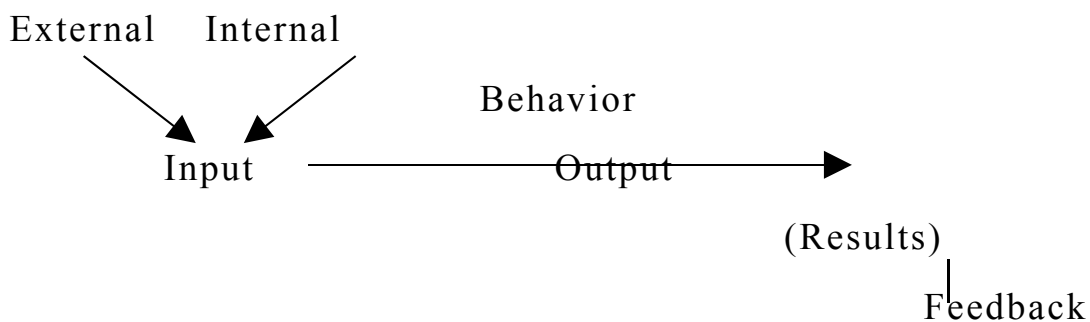 External Internal
Behavior
Input Output
(Results)
Feedback